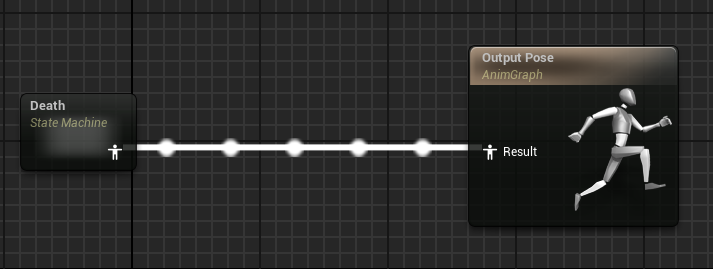 Death
State Machine
Output Pose
AnimGraph
Result